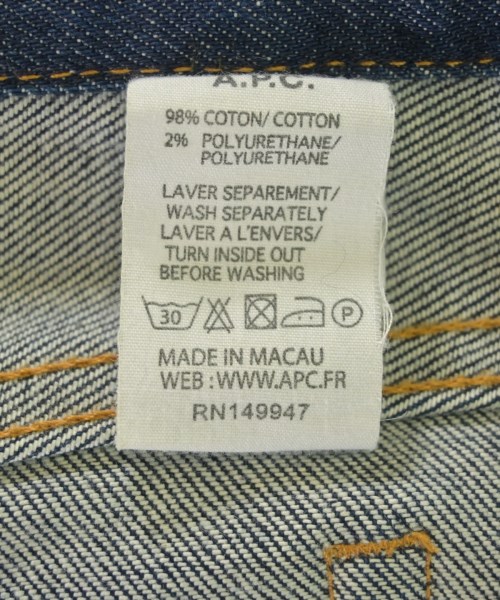 A.P.C.
98% COTON/ COTTON
2% POLYURETHANE/
POLYURETHANE
LAVER SEPAREMENT/
WASH SEPARATELY
LAVER A L'ENVERS/
TURN INSIDE OUT
BEFORE WASHING
30 P
MADE IN MACAU
WEB : WWW.APC.FR
RN149947